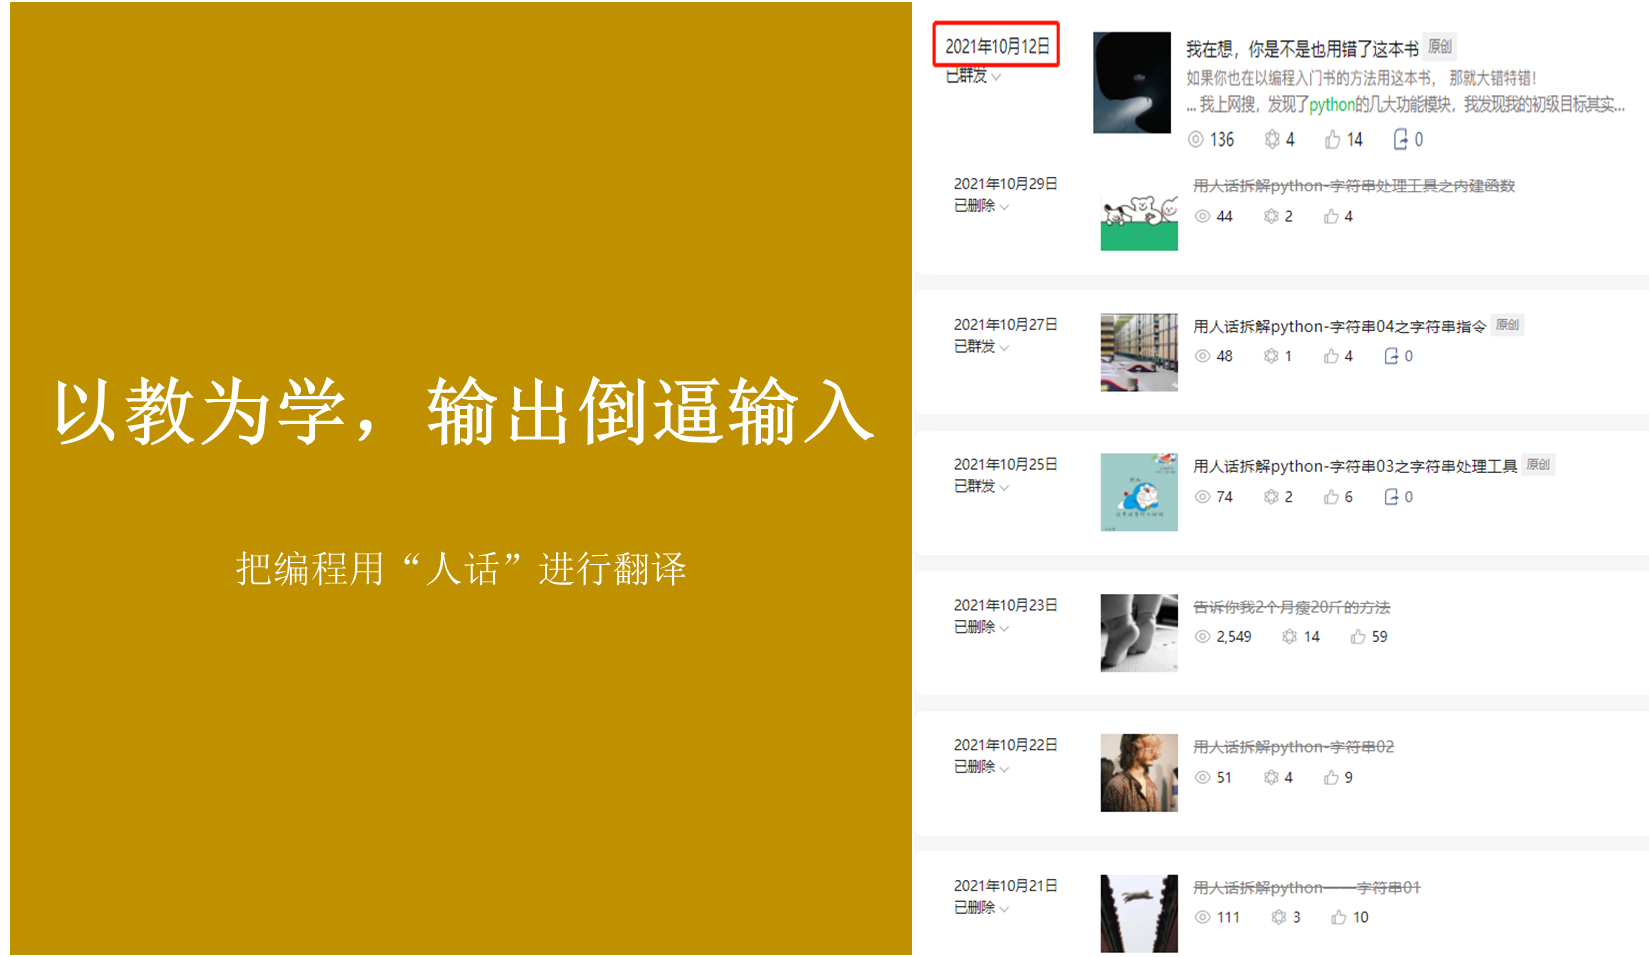 以教为学，输出倒逼输入
把编程用“人话”进行翻译
2021年10月12日
已群发
我在想，你是不是也用错了这本书 原创
如果你也在以编程入门书的方法用这本书， 那就大错特错！
... 我上网搜，发现了python的几大功能模块，我发现我的初级目标其实...
136 4 14 0
2021年10月29日
已删除
用人话拆解python-字符串处理工具之内建函数
44 2 4
2021年10月27日
已群发
用人话拆解python-字符串04之字符串指令 原创
48 1 4 0
2021年10月25日
已群发
用人话拆解python-字符串03之字符串处理工具 原创
74 2 6 0
2021年10月23日
已删除
告诉你我2个月瘦20斤的方法
2,549 14 59
2021年10月22日
已删除
用人话拆解python-字符串02
51 4 9
2021年10月21日
已删除
用人话拆解python——字符串01
111 3 10